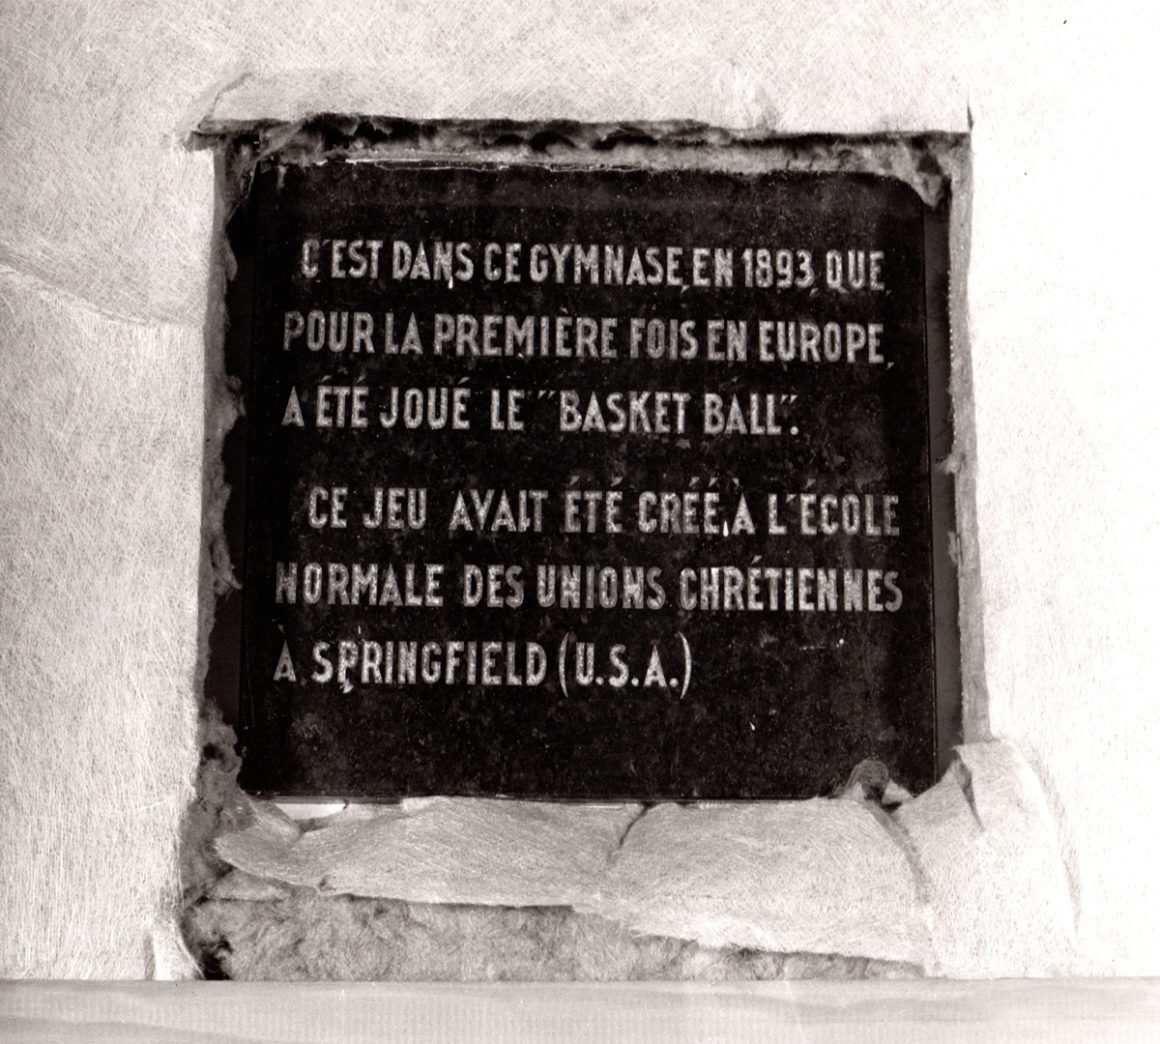 C'EST DANS CE GYMNASE, EN 1893, QUE,
POUR LA PREMIÈRE FOIS EN EUROPE,
A ÉTÉ JOUÉ LE "BASKET BALL".
CE JEU AVAIT ÉTÉ CRÉÉ, A L'ÉCOLE
NORMALE DES UNIONS CHRÉTIENNES
A SPRINGFIELD (U.S.A.)